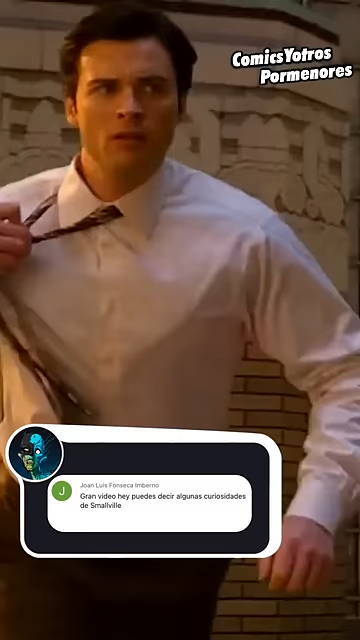 ComicsYotros
Pormenores
J
Joan Luis Fonseca Imberno
Gran video hey puedes decir algunas curiosidades
de Smallville